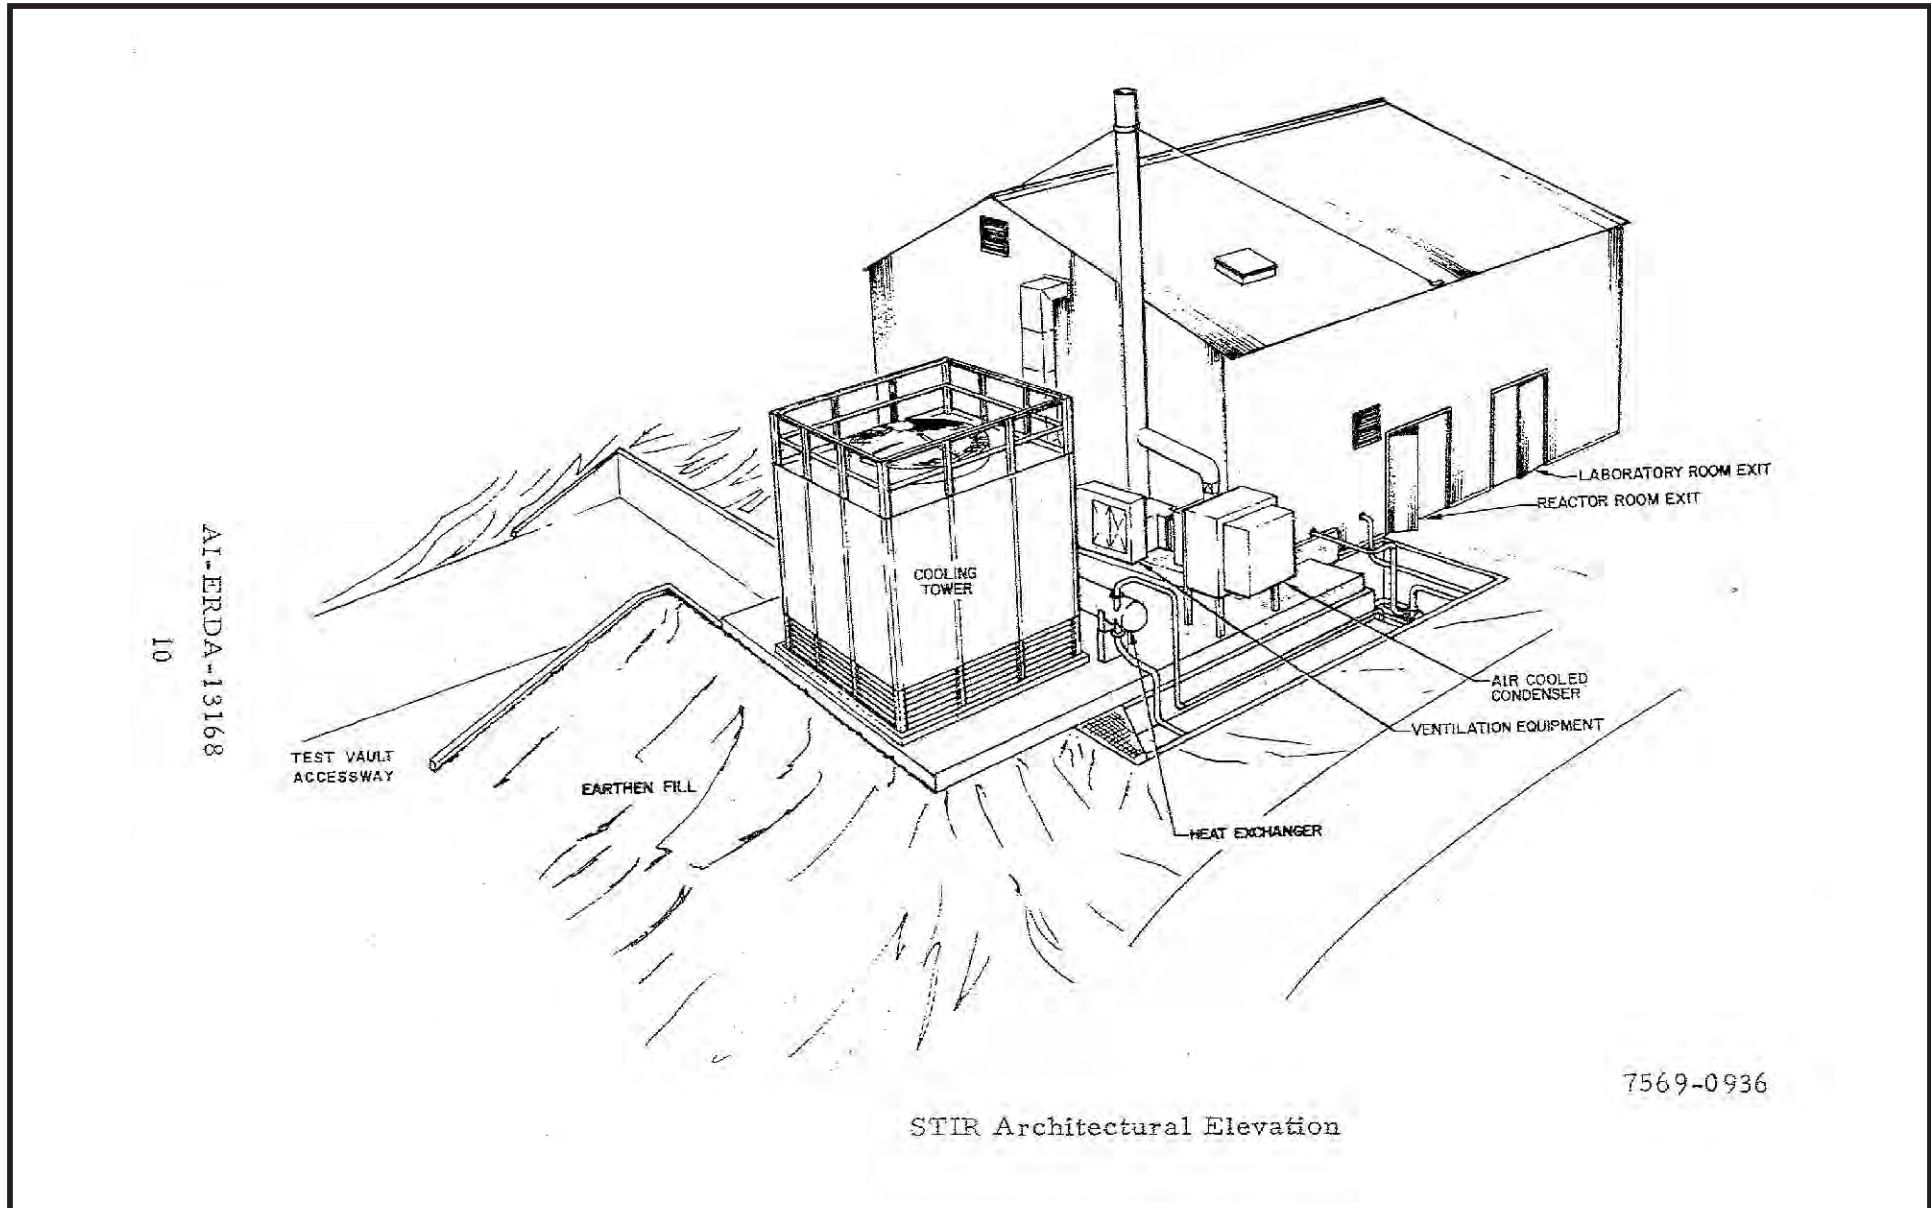 COOLING
TOWER
LABORATORY ROOM EXIT
REACTOR ROOM EXIT
AIR COOLED
CONDENSER
VENTILATION EQUIPMENT
TEST VAULT
ACCESSWAY
EARTHEN FILL
HEAT EXCHANGER
AI-ERDA-13168
10
7569-0936
STIR Architectural Elevation